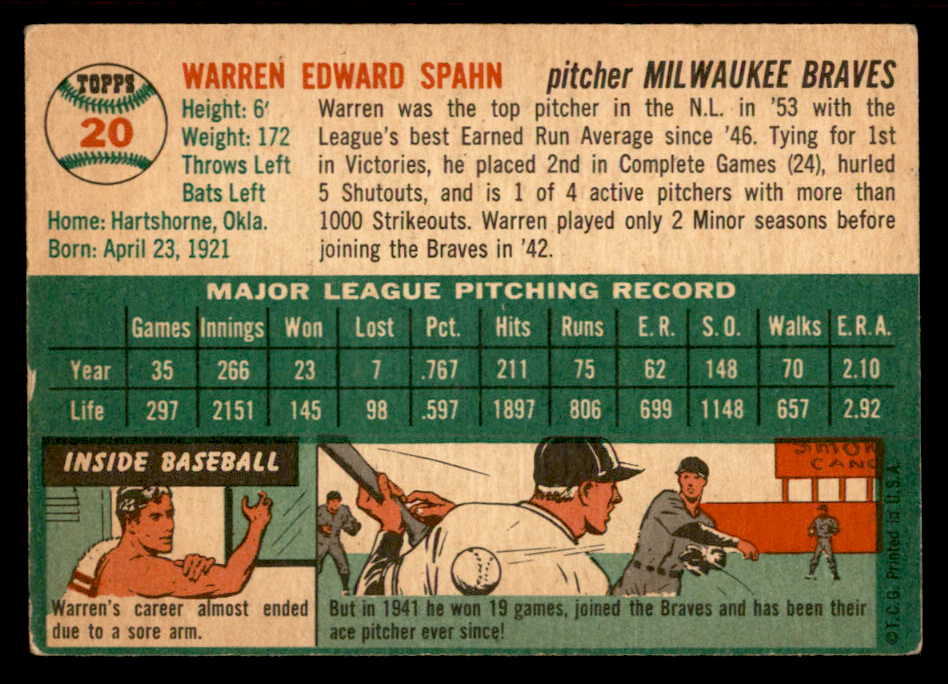 TOPPS
20
WARREN EDWARD SPAHN pitcher MILWAUKEE BRAVES
Height: 6'
Weight: 172
Throws Left
Bats Left
Home: Hartshorne, Okla.
Born: April 23, 1921
Warren was the top pitcher in the N.L. in '53 with the
League's best Earned Run Average since '46. Tying for 1st
in Victories, he placed 2nd in Complete Games (24), hurled
5 Shutouts, and is 1 of 4 active pitchers with more than
1000 Strikeouts. Warren played only 2 Minor seasons before
joining the Braves in '42.
MAJOR LEAGUE PITCHING RECORD
Games Innings Won Lost Pct. Hits Runs E.R. S.O. Walks E.R.A.
Year 35 266 23 7 .767 211 75 62 148 70 2.10
Life 297 2151 145 98 .597 1897 806 699 1148 657 2.92
INSIDE BASEBALL
Warren's career almost ended
due to a sore arm.
But in 1941 he won 19 games, joined the Braves and has been their
ace pitcher ever since!
© T.C.G. Printed in U.S.A.